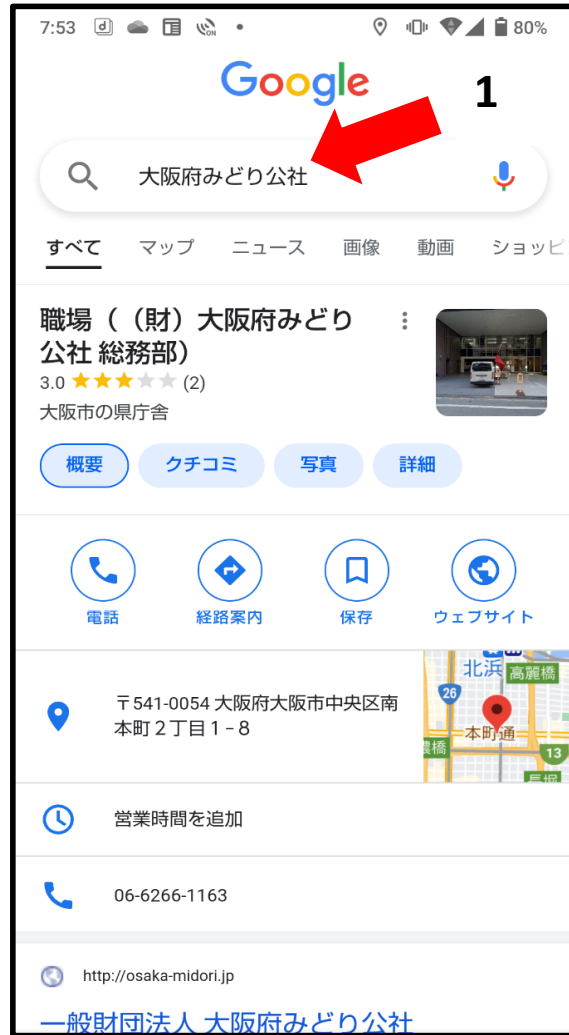 7:53
80%
Google
1
大阪府みどり公社
すべて マップ ニュース 画像 動画 ショッピ
職場（（財）大阪府みどり
公社 総務部）
3.0 ★★★★★ (2)
大阪市の県庁舎
概要 クチコミ 写真 詳細
電話 経路案内 保存 ウェブサイト
〒541-0054 大阪府大阪市中央区南
本町２丁目１−８
北浜
高麗橋
26
本町通
13
営業時間を追加
06-6266-1163
http://osaka-midori.jp
一般財団法人 大阪府みどり公社